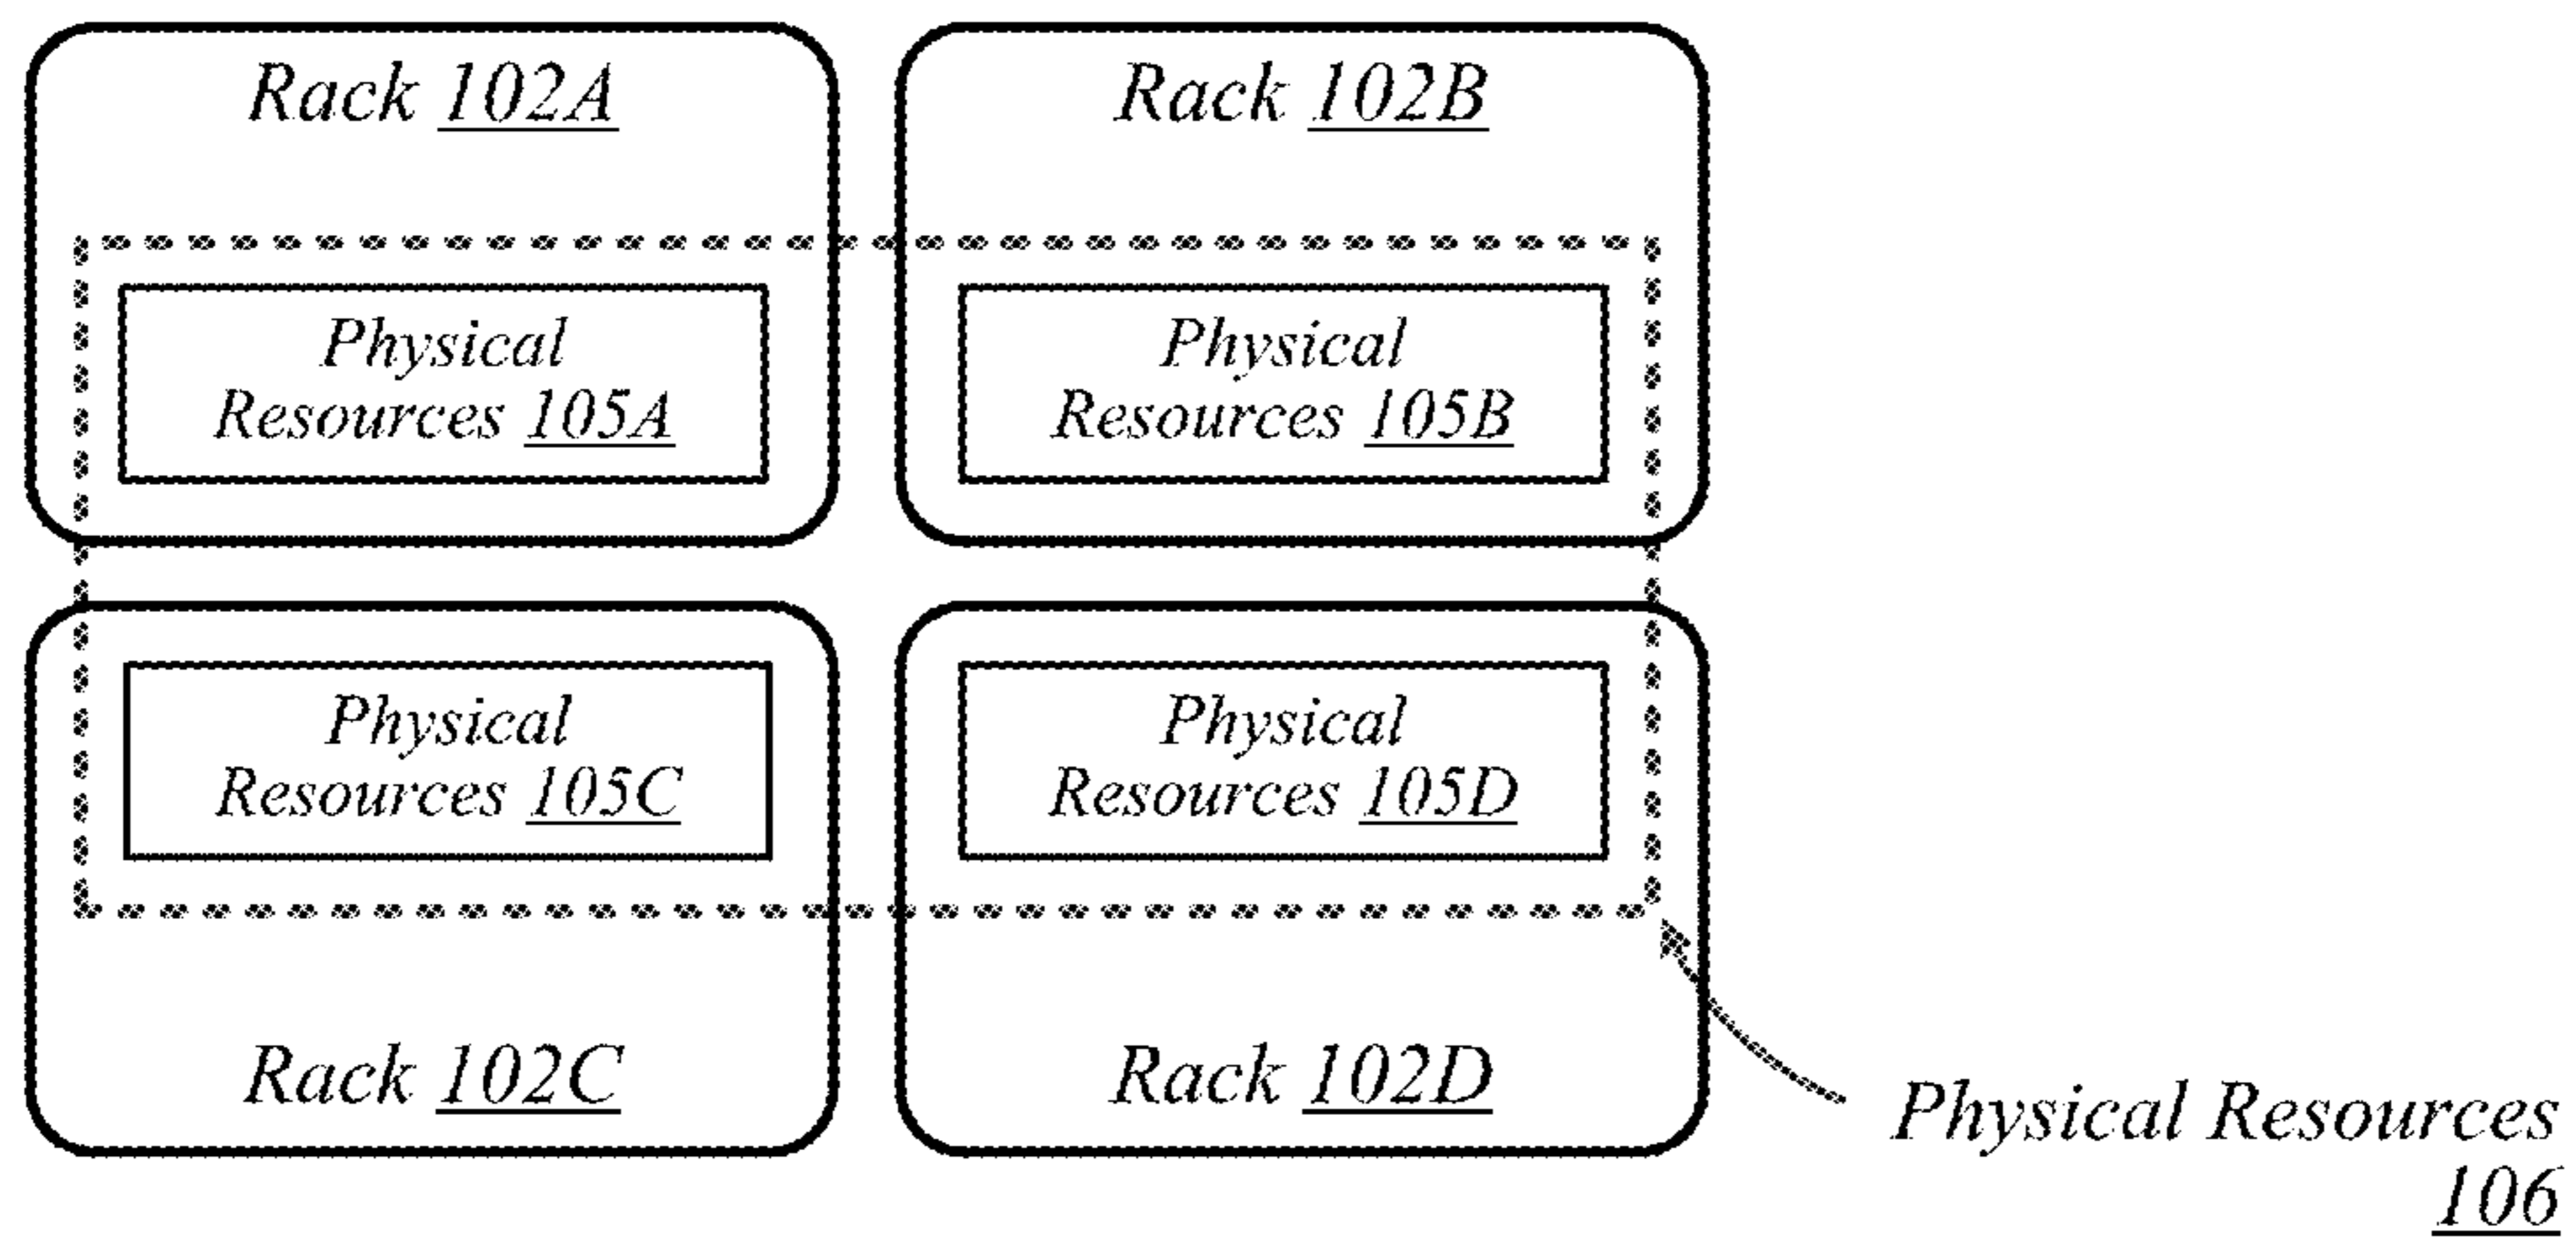 Rack 102A
Rack 102B
Physical
Resources 105A
Physical
Resources 105B
Physical
Resources 105C
Physical
Resources 105D
Rack 102C
Rack 102D
Physical Resources
106